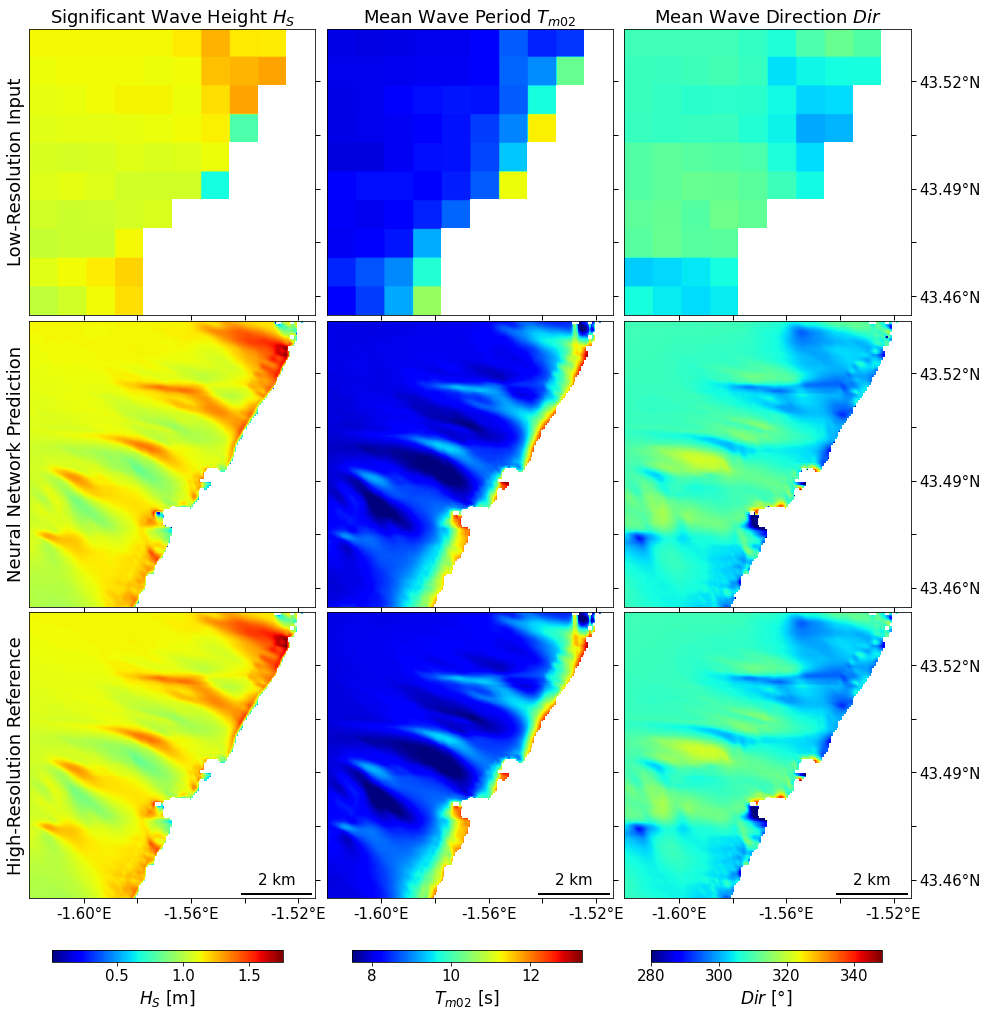 Significant Wave Height H_S
Mean Wave Period T_{m02}
Mean Wave Direction Dir
Low-Resolution Input
43.52°N
43.49°N
43.46°N
Neural Network Prediction
43.52°N
43.49°N
43.46°N
High-Resolution Reference
43.52°N
43.49°N
43.46°N
2 km
2 km
2 km
-1.60°E -1.56°E -1.52°E
-1.60°E -1.56°E -1.52°E
-1.60°E -1.56°E -1.52°E
0.5 1.0 1.5
8 10 12
280 300 320 340
H_S [m]
T_{m02} [s]
Dir [°]